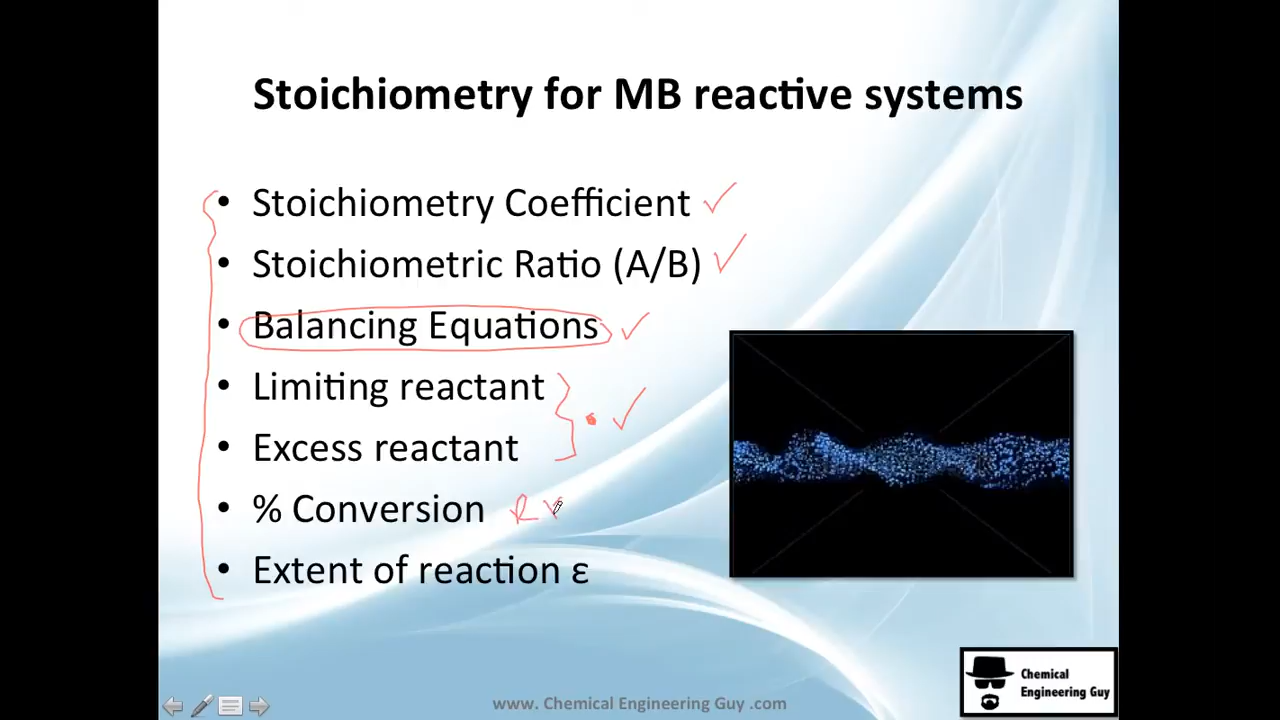 Stoichiometry for MB reactive systems
• Stoichiometry Coefficient
• Stoichiometric Ratio (A/B)
• Balancing Equations
• Limiting reactant
• Excess reactant
• % Conversion R
• Extent of reaction ε
Chemical
Engineering Guy
www. Chemical Engineering Guy .com